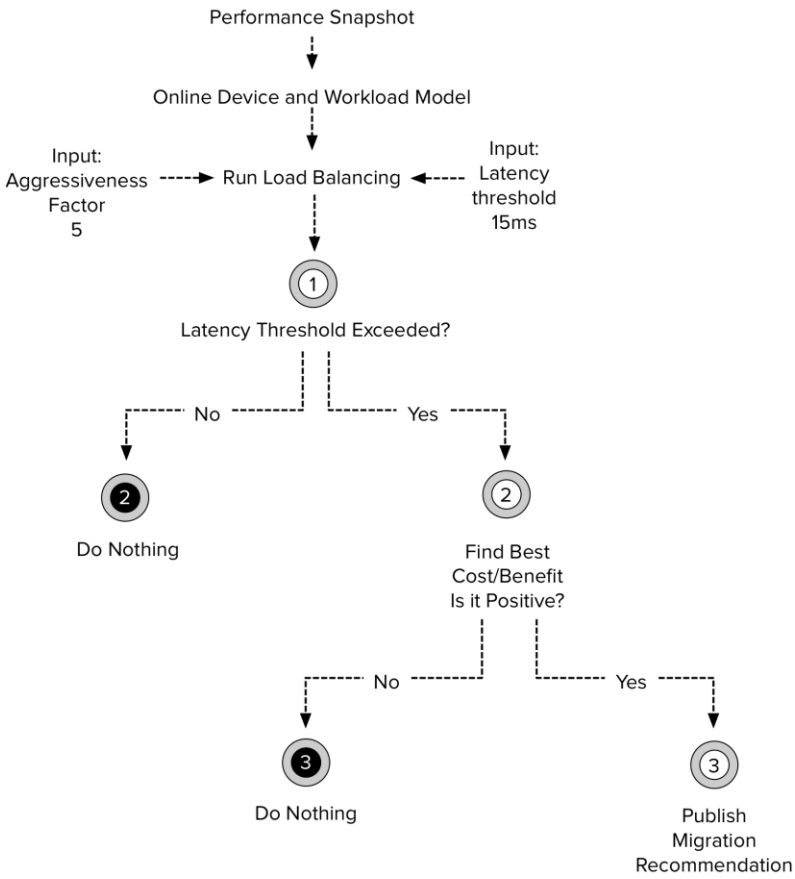 Performance Snapshot
Online Device and Workload Model
Input:
Aggressiveness
Factor
5
Run Load Balancing
Input:
Latency
threshold
15ms
1
Latency Threshold Exceeded?
No
Yes
2
Do Nothing
2
Find Best
Cost/Benefit
Is it Positive?
No
Yes
3
Do Nothing
3
Publish
Migration
Recommendation